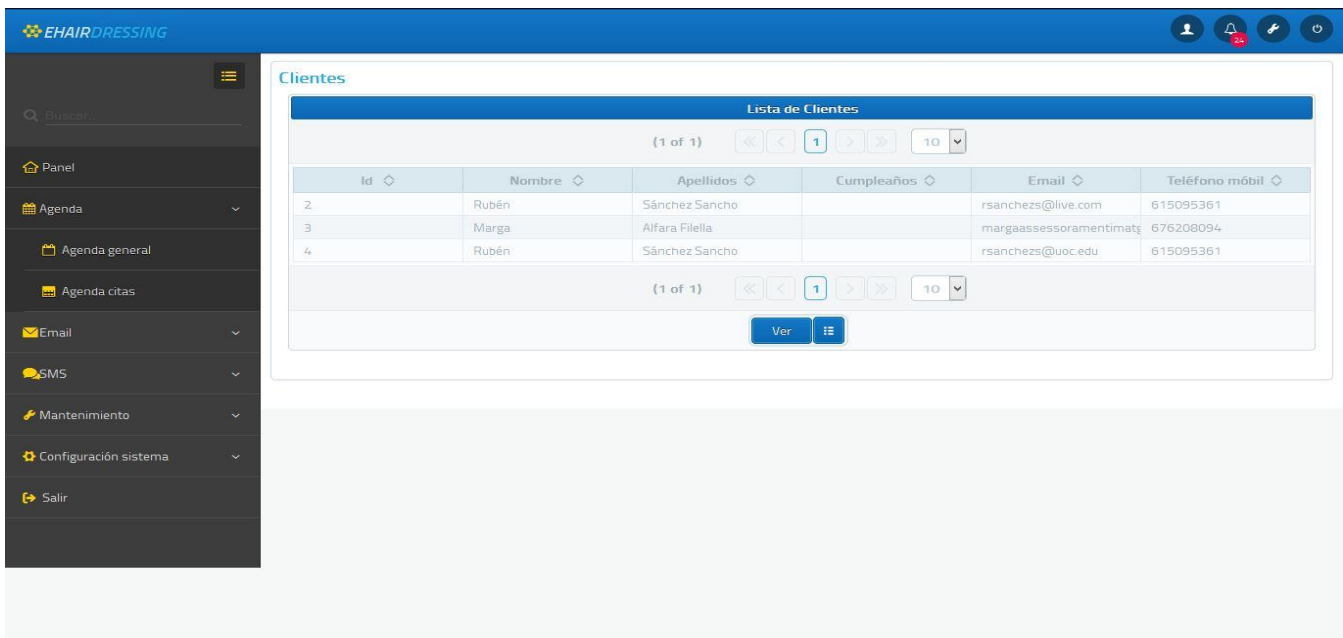 EHAIRDRESSING
24
Buscar...
Panel
Agenda
Agenda general
Agenda citas
Email
SMS
Mantenimiento
Configuración sistema
Salir
Clientes
Lista de Clientes
(1 of 1) 1 10
Id Nombre Apellidos Cumpleaños Email Teléfono móbil
2 Rubén Sánchez Sancho rsanchezs@live.com 615095361
3 Marga Alfara Filella margaassessoramentimatg 676208094
4 Rubén Sánchez Sancho rsanchezs@uoc.edu 615095361
(1 of 1) 1 10
Ver